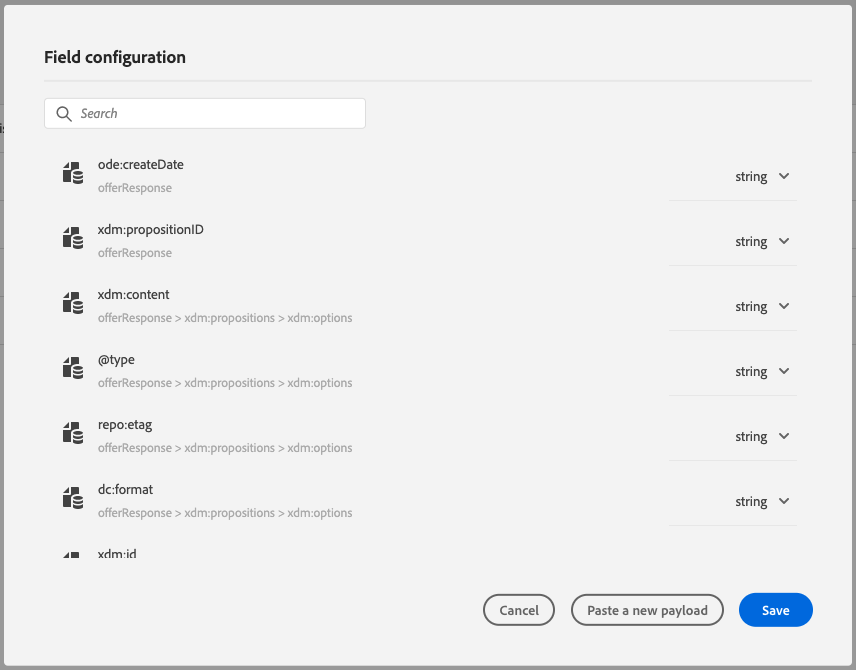 Field configuration
Search
ode:createDate
offerResponse
string
xdm:propositionID
offerResponse
string
xdm:content
offerResponse > xdm:propositions > xdm:options
string
@type
offerResponse > xdm:propositions > xdm:options
string
repo:etag
offerResponse > xdm:propositions > xdm:options
string
dc:format
offerResponse > xdm:propositions > xdm:options
string
xdm:id
Cancel
Paste a new payload
Save